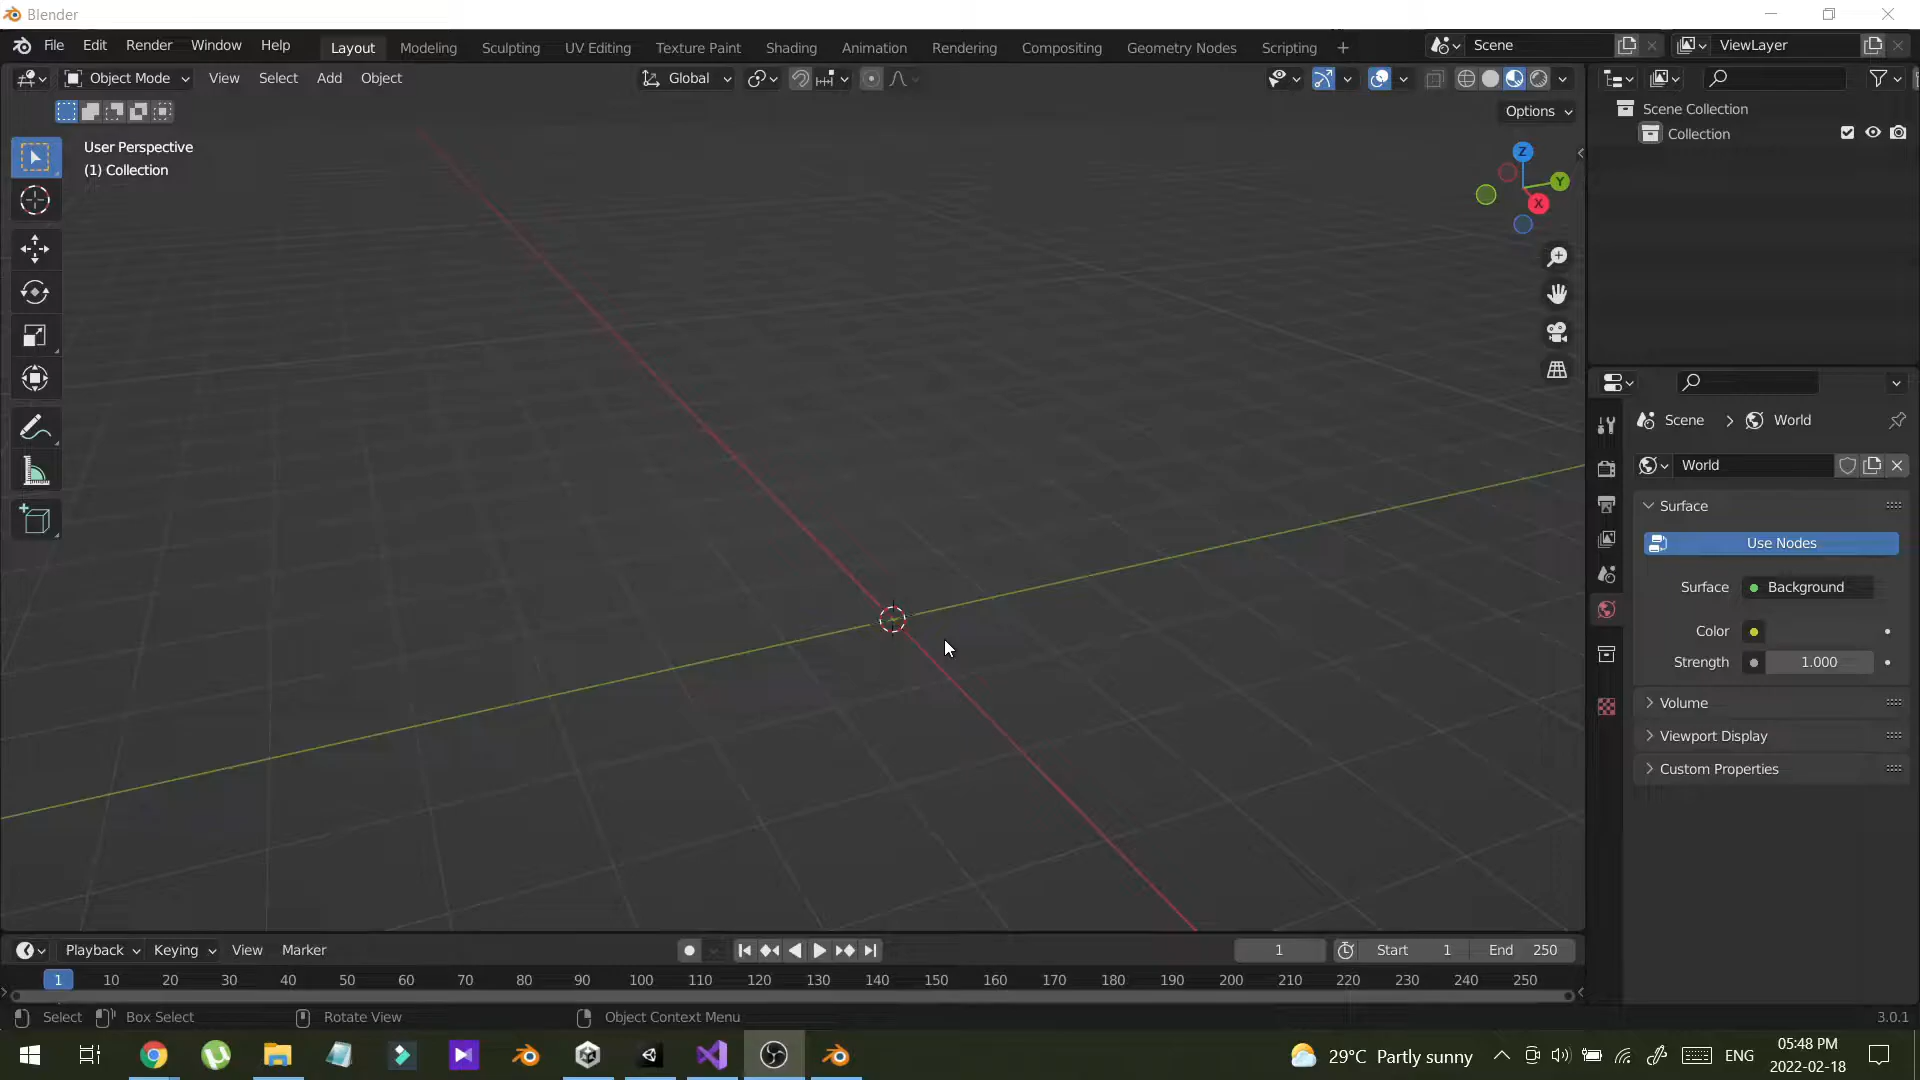 Blender
File Edit Render Window Help Layout Modeling Sculpting UV Editing Texture Paint Shading Animation Rendering Compositing Geometry Nodes Scripting + Scene ViewLayer
Object Mode View Select Add Object Global
Options
User Perspective
(1) Collection
Z
Y
X
Scene Collection
Collection
Scene > World
World
Surface
Use Nodes
Surface Background
Color
Strength 1.000
Volume
Viewport Display
Custom Properties
Playback Keying View Marker 1 Start 1 End 250
1 10 20 30 40 50 60 70 80 90 100 110 120 130 140 150 160 170 180 190 200 210 220 230 240 250
Select Box Select Rotate View Object Context Menu 3.0.1
29°C Partly sunny ENG 05:48 PM
2022-02-18